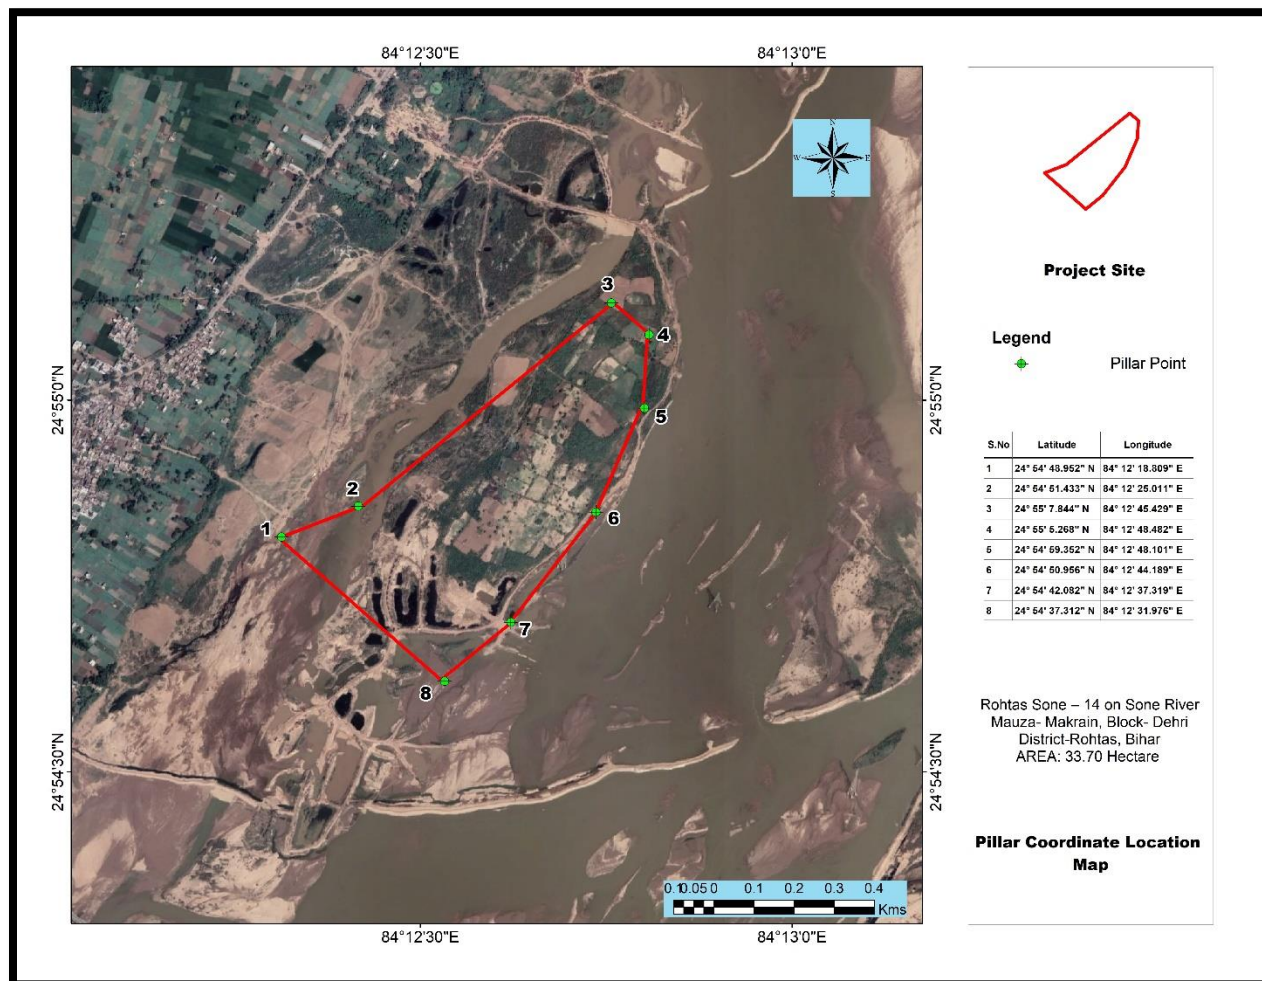 84°12'30"E 84°13'0"E
N
W E
S
3
4
24°55'0"N
24°55'0"N
5
2
1
6
7
8
24°54'30"N
24°54'30"N
0.1 0.05 0 0.1 0.2 0.3 0.4
Kms
84°12'30"E 84°13'0"E
Project Site
Legend
Pillar Point
S.No Latitude Longitude
1 24° 54' 48.952" N 84° 12' 18.809" E
2 24° 54' 51.433" N 84° 12' 25.011" E
3 24° 55' 7.844" N 84° 12' 45.429" E
4 24° 55' 5.268" N 84° 12' 48.482" E
5 24° 54' 59.352" N 84° 12' 48.101" E
6 24° 54' 50.956" N 84° 12' 44.189" E
7 24° 54' 42.082" N 84° 12' 37.319" E
8 24° 54' 37.312" N 84° 12' 31.976" E
Rohtas Sone – 14 on Sone River
Mauza- Makrain, Block- Dehri
District-Rohtas, Bihar
AREA: 33.70 Hectare
Pillar Coordinate Location
Map